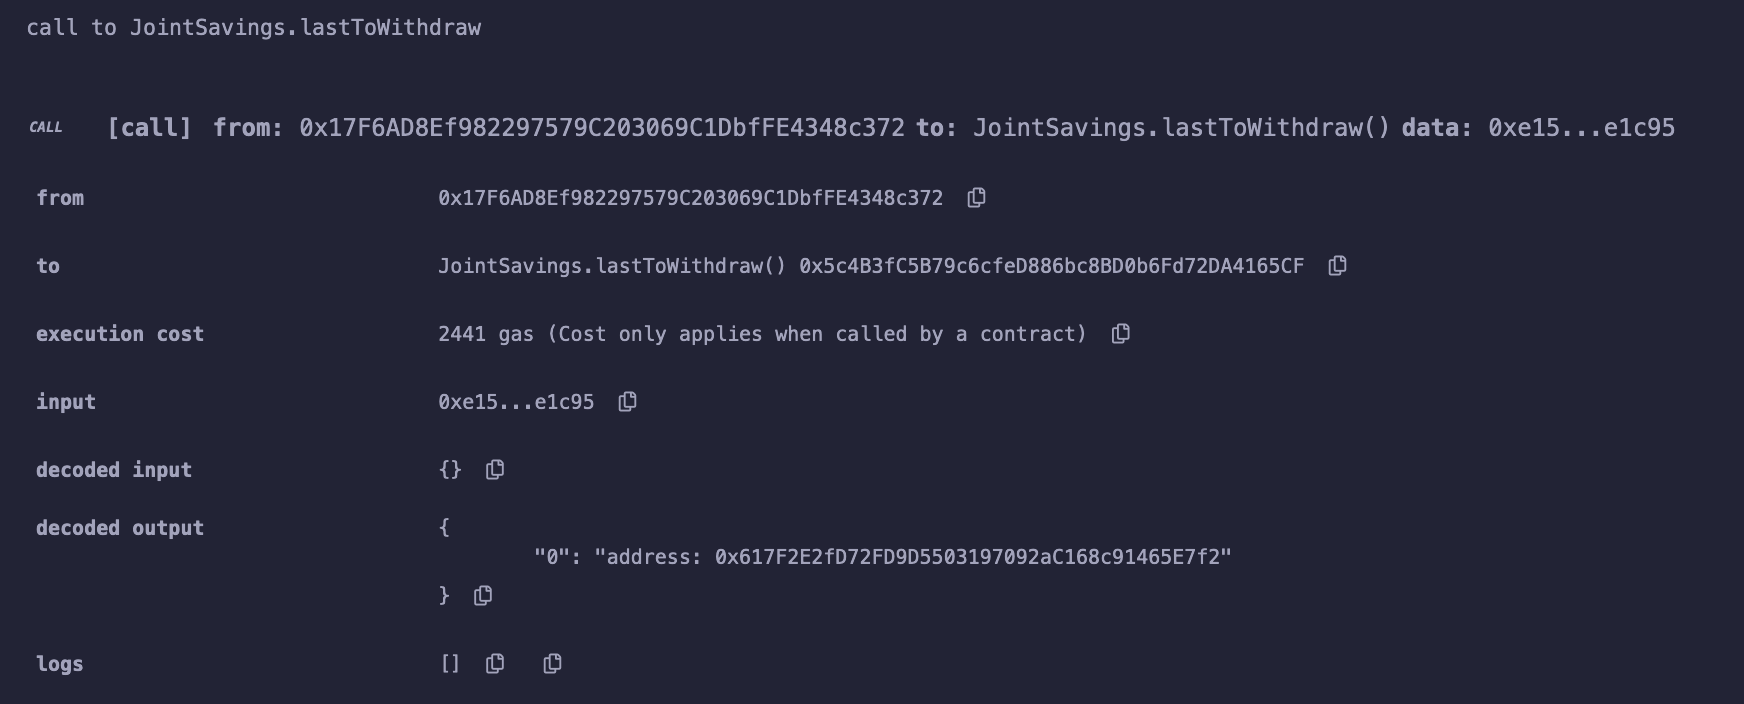 call to JointSavings.lastToWithdraw
CALL [call] from: 0x17F6AD8Ef982297579C203069C1DbfFE4348c372 to: JointSavings.lastToWithdraw() data: 0xe15...e1c95
from 0x17F6AD8Ef982297579C203069C1DbfFE4348c372
to JointSavings.lastToWithdraw() 0x5c4B3fC5B79c6cfeD886bc8BD0b6Fd72DA4165CF
execution cost 2441 gas (Cost only applies when called by a contract)
input 0xe15...e1c95
decoded input {}
decoded output {
"0": "address: 0x617F2E2fD72FD9D5503197092aC168c91465E7f2"
}
logs []